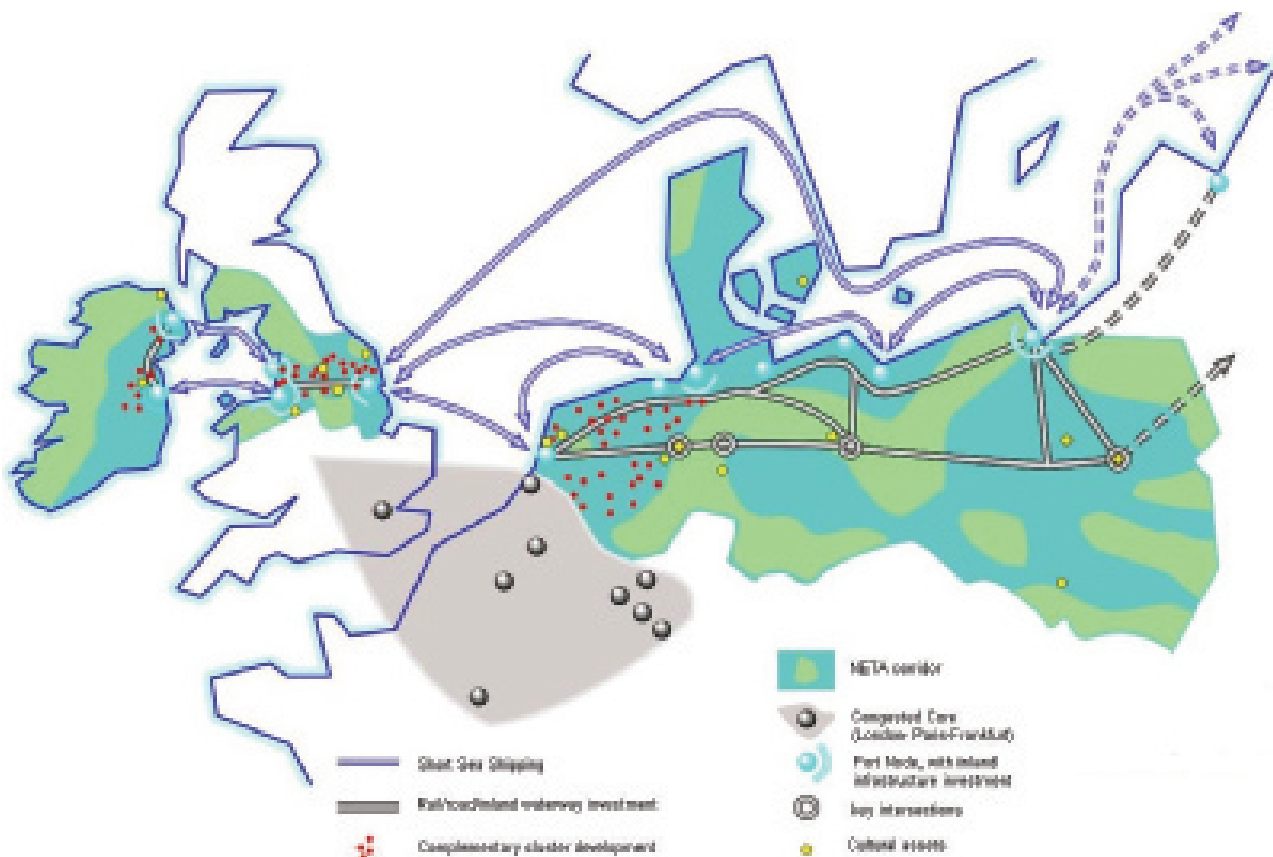 NETA corridor
Congested Core
(London-Paris-Frankfurt)
Short Sea Shipping
Port Node, with inland
infrastructure investment
Rail/road/inland waterway investment
key intersections
Complementary cluster development
Cultural assets